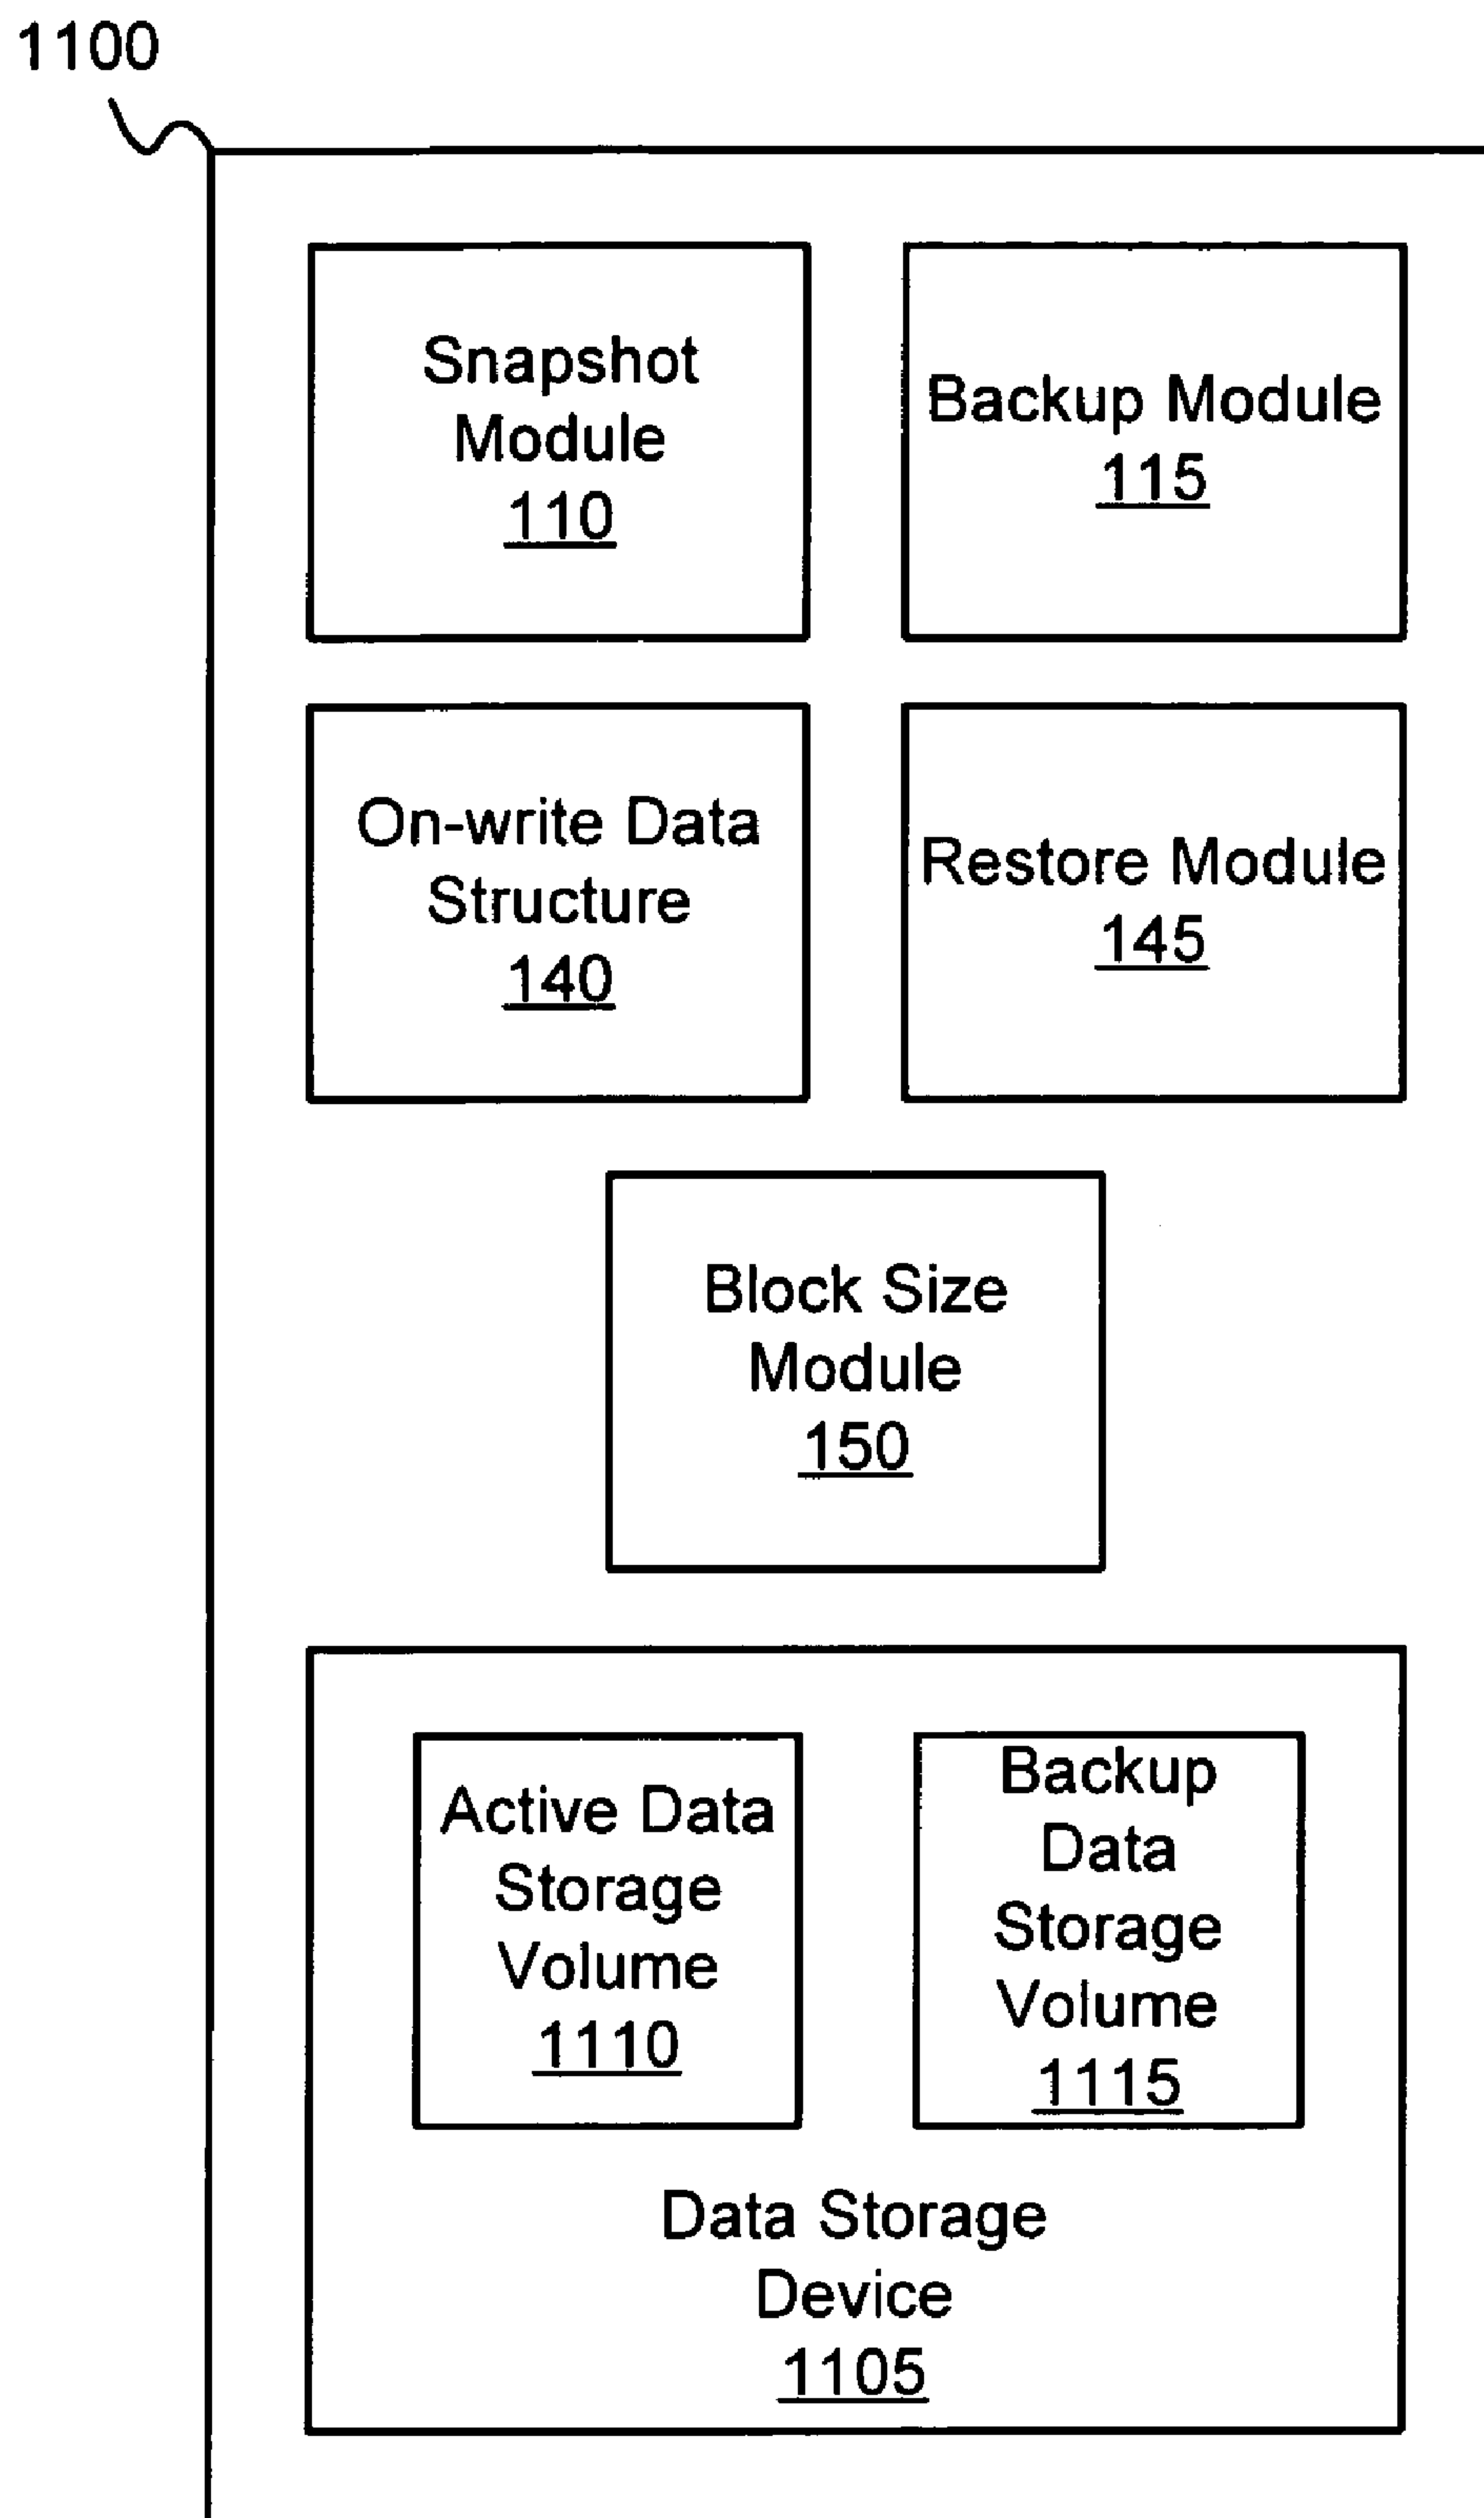 1100
Snapshot
Module
110
Backup Module
115
On-write Data
Structure
140
Restore Module
145
Block Size
Module
150
Active Data
Storage
Volume
1110
Backup
Data
Storage
Volume
1115
Data Storage
Device
1105